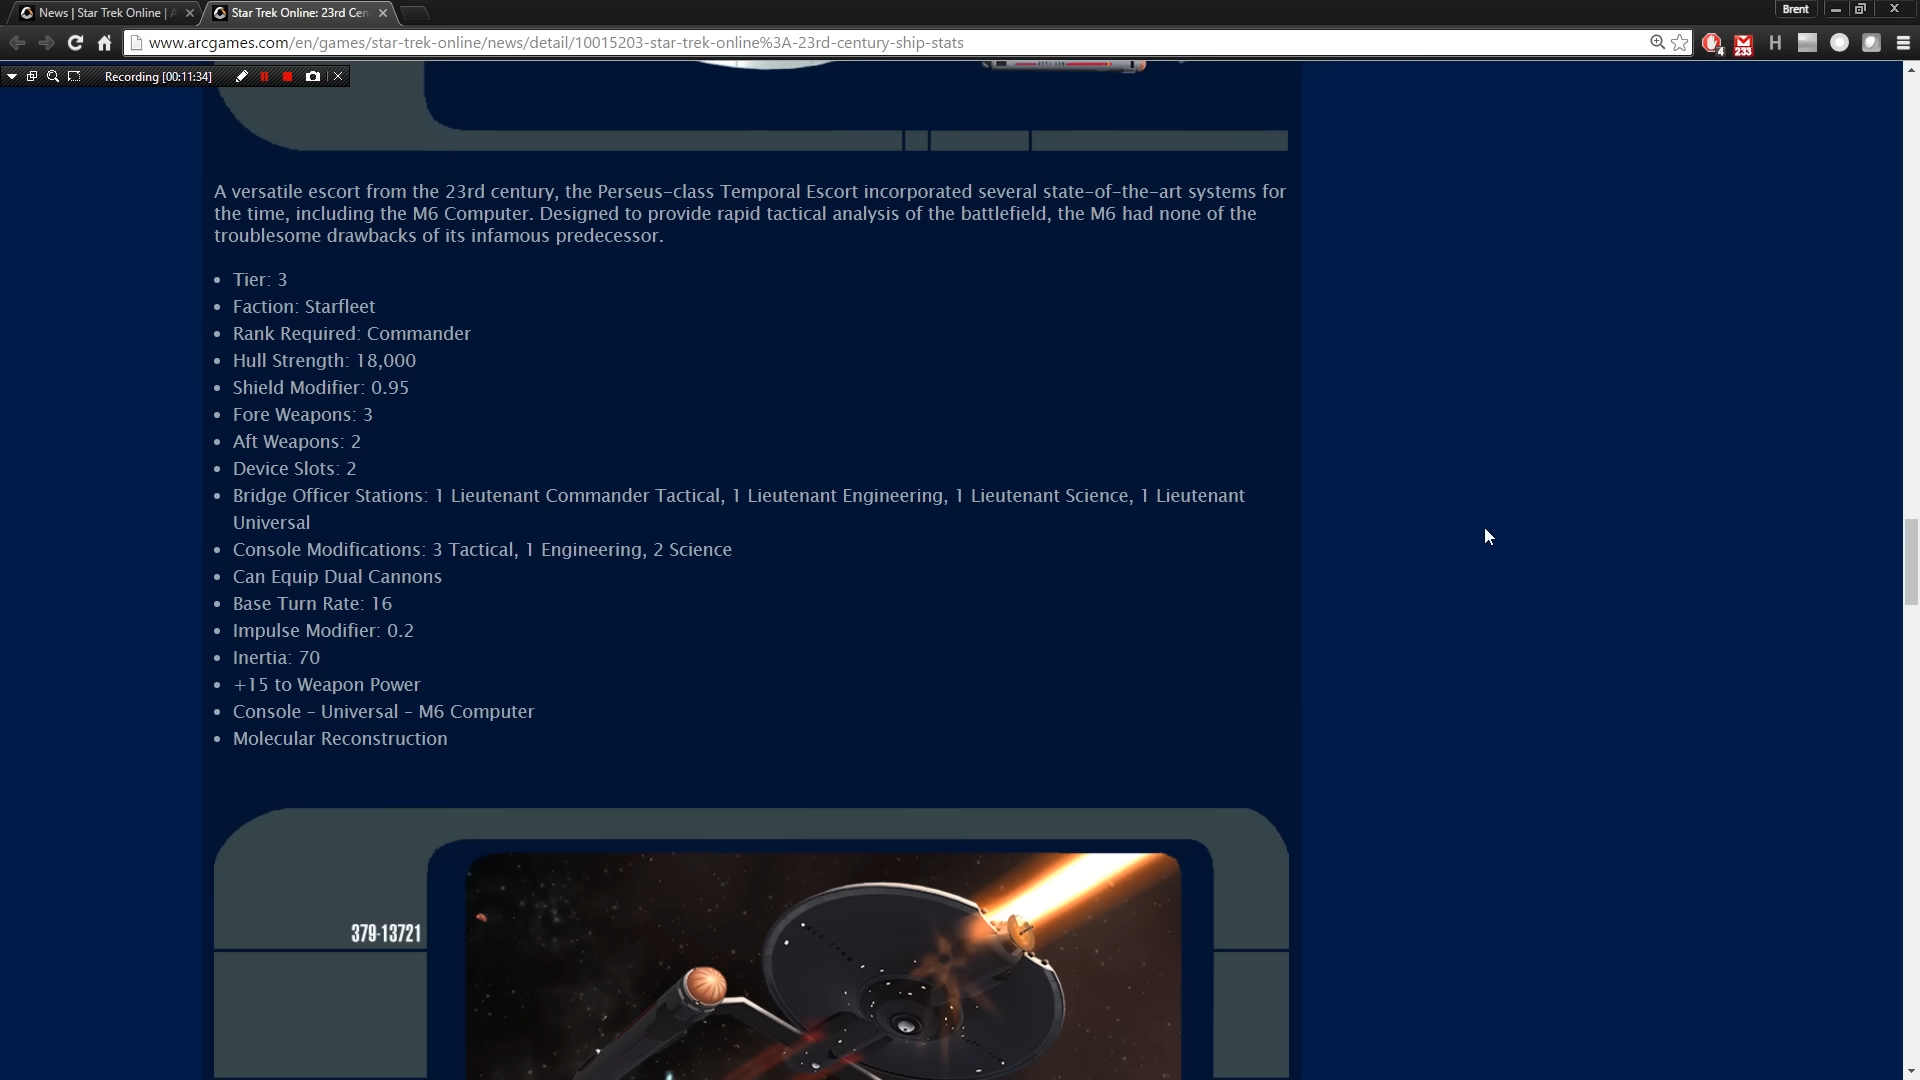 News | Star Trek Online |
Star Trek Online: 23rd Cen
Brent
www.arcgames.com/en/games/star-trek-online/news/detail/10015203-star-trek-online%3A-23rd-century-ship-stats
4
233
H
Recording [00:11:34]
A versatile escort from the 23rd century, the Perseus-class Temporal Escort incorporated several state-of-the-art systems for
the time, including the M6 Computer. Designed to provide rapid tactical analysis of the battlefield, the M6 had none of the
troublesome drawbacks of its infamous predecessor.
• Tier: 3
• Faction: Starfleet
• Rank Required: Commander
• Hull Strength: 18,000
• Shield Modifier: 0.95
• Fore Weapons: 3
• Aft Weapons: 2
• Device Slots: 2
• Bridge Officer Stations: 1 Lieutenant Commander Tactical, 1 Lieutenant Engineering, 1 Lieutenant Science, 1 Lieutenant
Universal
• Console Modifications: 3 Tactical, 1 Engineering, 2 Science
• Can Equip Dual Cannons
• Base Turn Rate: 16
• Impulse Modifier: 0.2
• Inertia: 70
• +15 to Weapon Power
• Console – Universal – M6 Computer
• Molecular Reconstruction
379-13721